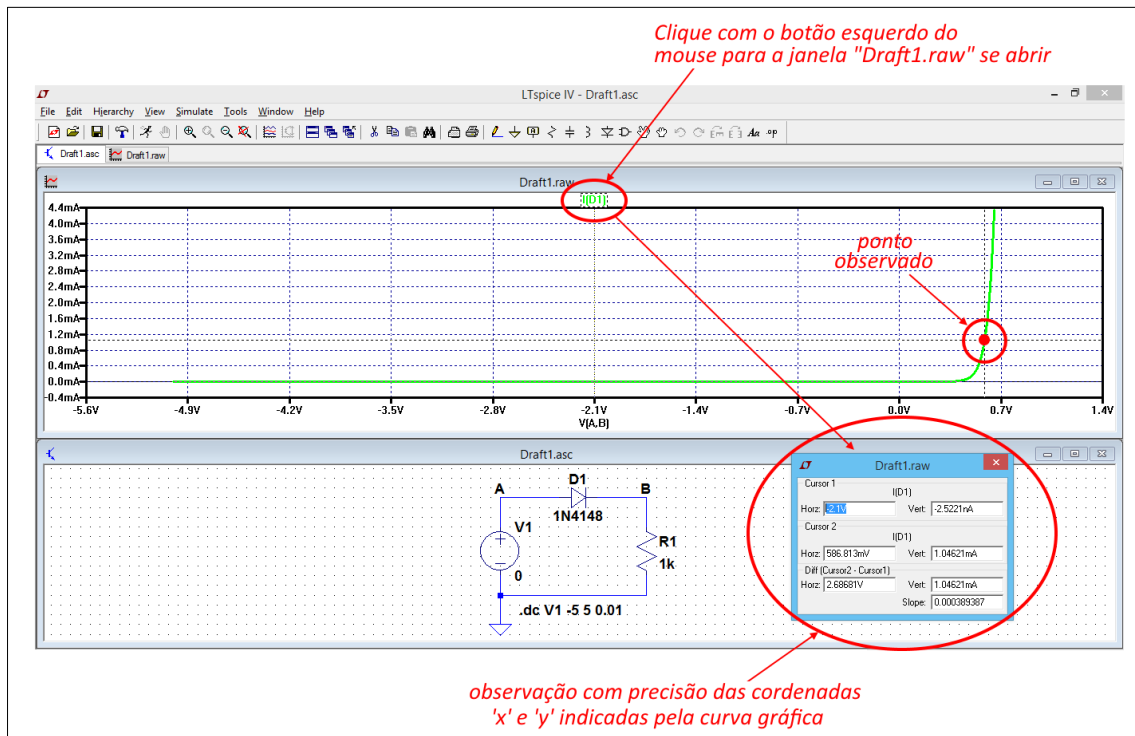 Clique com o botão esquerdo do
mouse para a janela "Draft1.raw" se abrir
LTspice IV - Draft1.asc
File Edit Hierarchy View Simulate Tools Window Help
Aa .op
Draft1.asc Draft1.raw
Draft1.raw
I(D1)
4.4mA
4.0mA
3.6mA
3.2mA
2.8mA
2.4mA
2.0mA
1.6mA
1.2mA
0.8mA
0.4mA
0.0mA
-0.4mA
ponto
observado
-5.6V -4.9V -4.2V -3.5V -2.8V -2.1V -1.4V -0.7V 0.0V 0.7V 1.4V
V(A,B)
Draft1.asc
A D1 B
1N4148
V1
0
R1
1k
.dc V1 -5 5 0.01
Draft1.raw
Cursor 1
I(D1)
Horz: -2.1V Vert: -2.5221nA
Cursor 2
I(D1)
Horz: 586.813mV Vert: 1.04621mA
Diff (Cursor2 - Cursor1)
Horz: 2.68681V Vert: 1.04621mA
Slope: 0.000389387
observação com precisão das cordenadas
'x' e 'y' indicadas pela curva gráfica